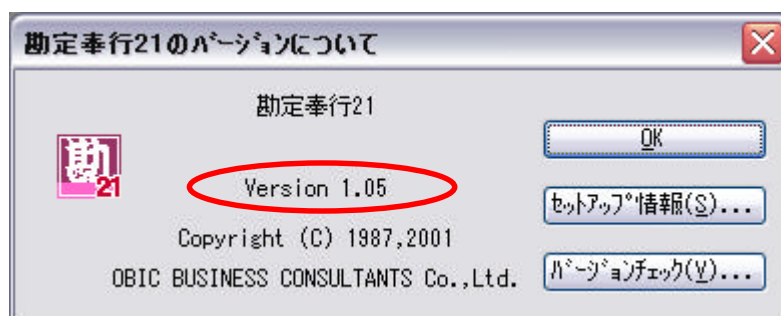 勘定奉行21のﾊﾞｰｼﾞｮﾝについて
勘定奉行21
勘
21
Version 1.05
Copyright (C) 1987,2001
OBIC BUSINESS CONSULTANTS Co.,Ltd.
OK
ｾｯﾄｱｯﾌﾟ情報(S)...
ﾊﾞｰｼﾞｮﾝﾁｪｯｸ(V)...